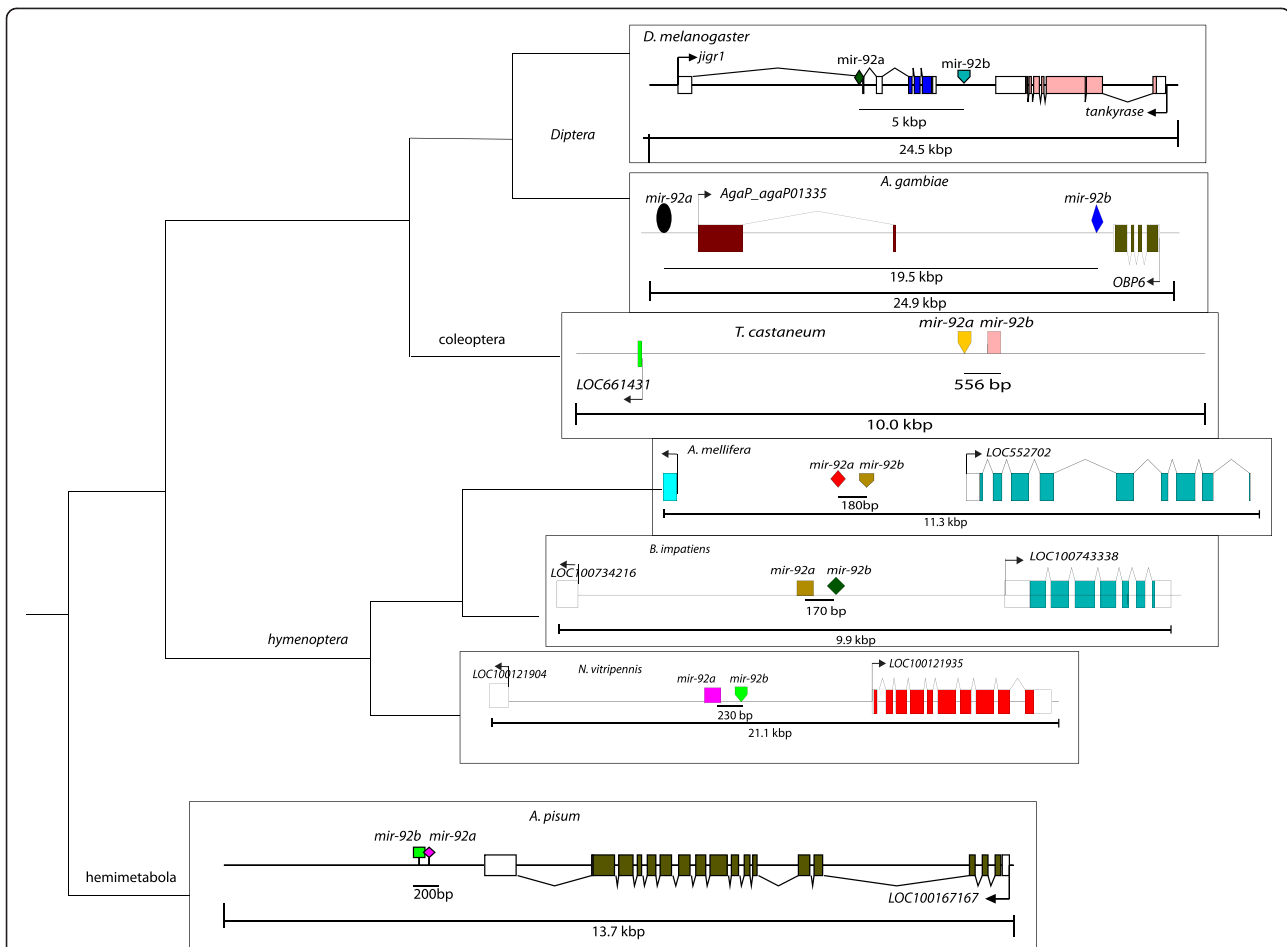 D. melanogaster
jigr1
mir-92a
mir-92b
5 kbp
tankyrase
24.5 kbp
Diptera
A. gambiae
mir-92a
AgaP_agaP01335
mir-92b
19.5 kbp
OBP6
24.9 kbp
coleoptera
T. castaneum
mir-92a mir-92b
LOC661431
556 bp
10.0 kbp
A. mellifera
mir-92a mir-92b
LOC552702
180bp
11.3 kbp
hymenoptera
B. impatiens
LOC100734216
mir-92a mir-92b
LOC100743338
170 bp
9.9 kbp
LOC100121904
N. vitripennis
mir-92a mir-92b
LOC100121935
230 bp
21.1 kbp
hemimetabola
A. pisum
mir-92b mir-92a
200bp
LOC100167167
13.7 kbp